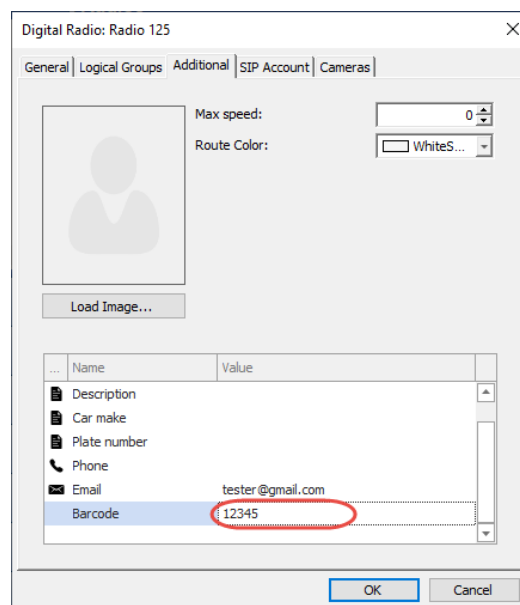 Digital Radio: Radio 125
General Logical Groups Additional SIP Account Cameras
Max speed: 0
Route Color: WhiteS...
Load Image...
... Name Value
Description
Car make
Plate number
Phone
Email tester@gmail.com
Barcode 12345
OK Cancel